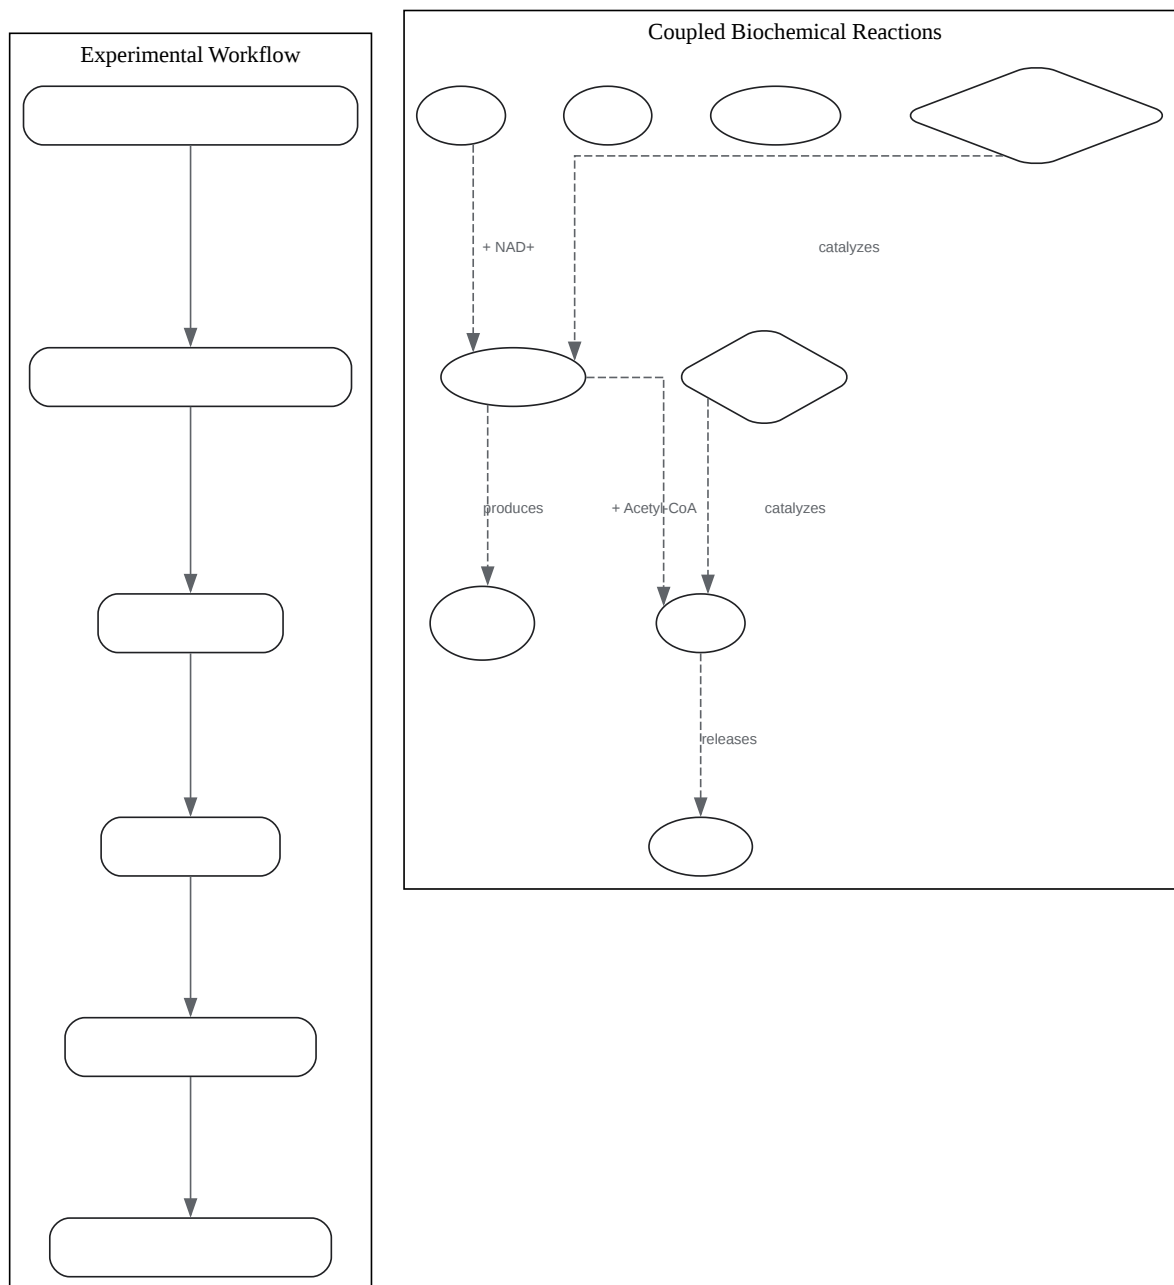 Experimental Workflow
Coupled Biochemical Reactions
+ NAD+
catalyzes
produces
+ Acetyl-CoA
catalyzes
releases